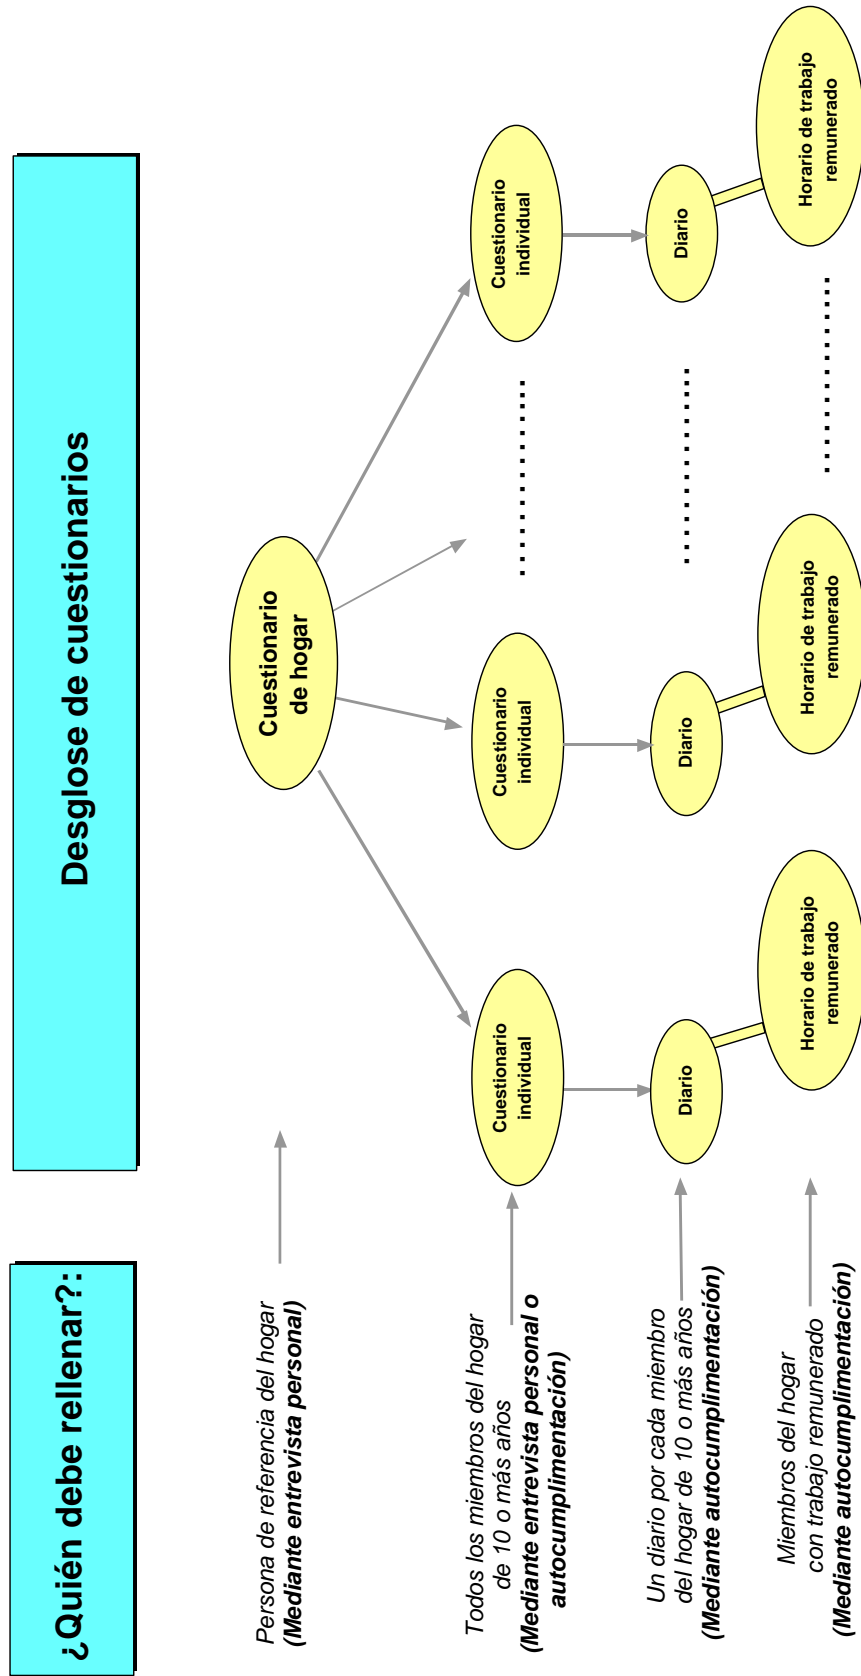 ¿Quién debe rellenar?:
Desglose de cuestionarios
Persona de referencia del hogar
(Mediante entrevista personal)
Cuestionario
de hogar
Todos los miembros del hogar
de 10 o más años
(Mediante entrevista personal o
autocumplimentación)
Cuestionario
individual
Cuestionario
individual
Cuestionario
individual
Un diario por cada miembro
del hogar de 10 o más años
(Mediante autocumplimentación)
Diario
Diario
Diario
Miembros del hogar
con trabajo remunerado
(Mediante autocumplimentación)
Horario de trabajo
remunerado
Horario de trabajo
remunerado
Horario de trabajo
remunerado